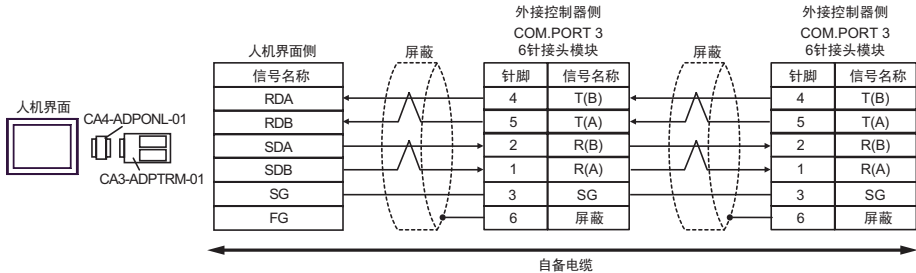 外接控制器侧
COM.PORT 3
6针接头模块
外接控制器侧
COM.PORT 3
6针接头模块
人机界面侧
屏蔽
屏蔽
信号名称
针脚 信号名称
针脚 信号名称
人机界面
CA4-ADPONL-01
CA3-ADPTRM-01
RDA 4 T(B) 4 T(B)
RDB 5 T(A) 5 T(A)
SDA 2 R(B) 2 R(B)
SDB 1 R(A) 1 R(A)
SG 3 SG 3 SG
FG 6 屏蔽 6 屏蔽
自备电缆